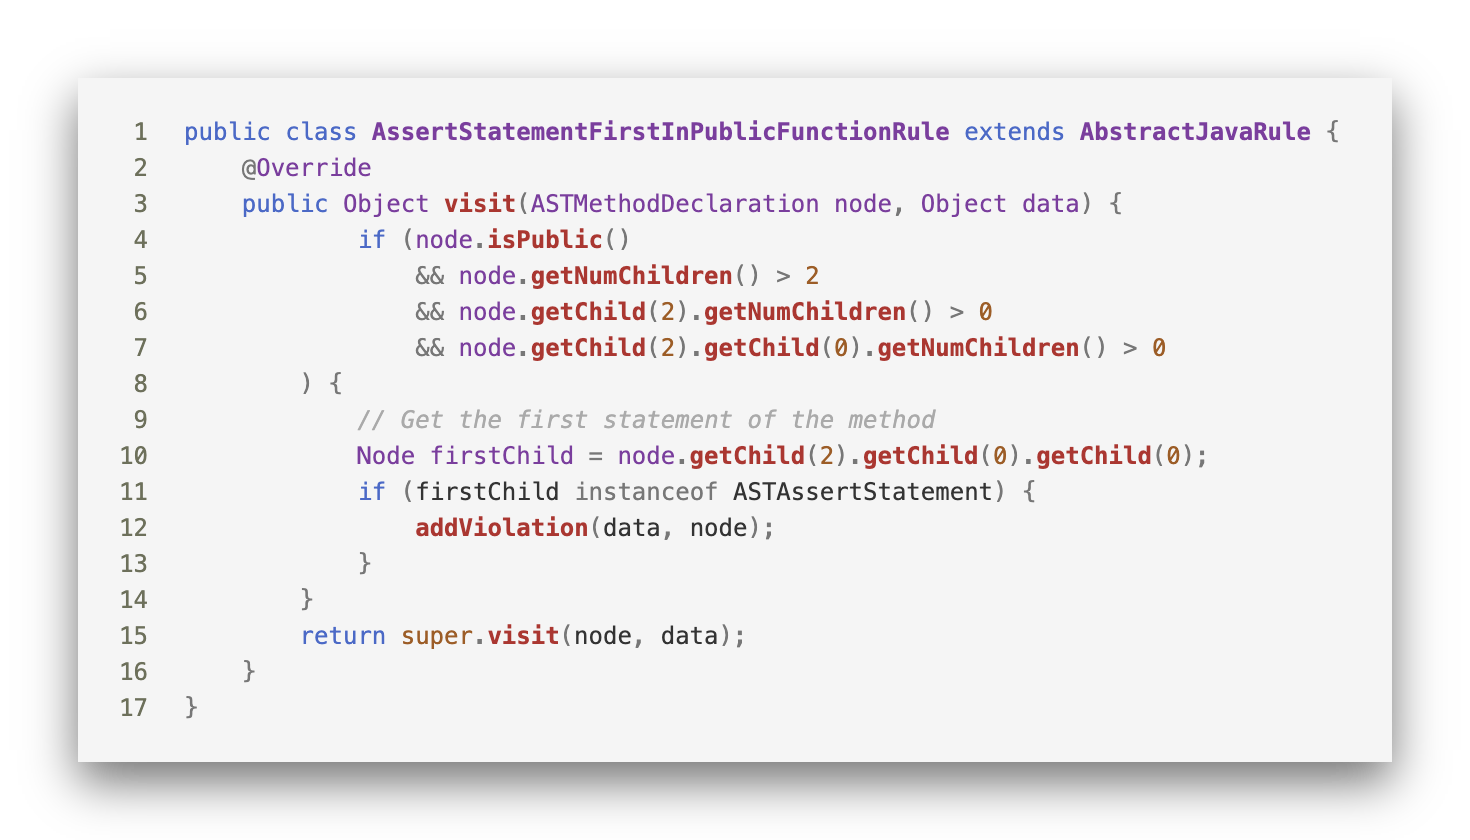 1 public class AssertStatementFirstInPublicFunctionRule extends AbstractJavaRule {
2     @Override
3     public Object visit(ASTMethodDeclaration node, Object data) {
4             if (node.isPublic()
5                 && node.getNumChildren() > 2
6                 && node.getChild(2).getNumChildren() > 0
7                 && node.getChild(2).getChild(0).getNumChildren() > 0
8         ) {
9             // Get the first statement of the method
10             Node firstChild = node.getChild(2).getChild(0).getChild(0);
11             if (firstChild instanceof ASTAssertStatement) {
12                 addViolation(data, node);
13             }
14         }
15         return super.visit(node, data);
16     }
17 }